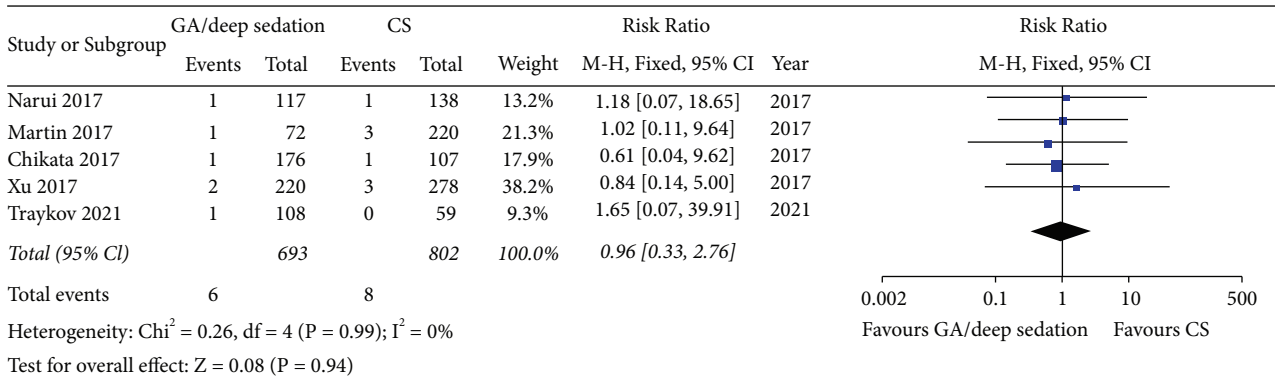 GA/deep sedation CS Risk Ratio Risk Ratio
Study or Subgroup
Events Total Events Total Weight M-H, Fixed, 95% CI Year M-H, Fixed, 95% CI
Narui 2017 1 117 1 138 13.2% 1.18 [0.07, 18.65] 2017
Martin 2017 1 72 3 220 21.3% 1.02 [0.11, 9.64] 2017
Chikata 2017 1 176 1 107 17.9% 0.61 [0.04, 9.62] 2017
Xu 2017 2 220 3 278 38.2% 0.84 [0.14, 5.00] 2017
Traykov 2021 1 108 0 59 9.3% 1.65 [0.07, 39.91] 2021
Total (95% Cl) 693 802 100.0% 0.96 [0.33, 2.76]
Total events 6 8
0.002 0.1 1 10 500
Heterogeneity: Chi² = 0.26, df = 4 (P = 0.99); I² = 0%
Favours GA/deep sedation Favours CS
Test for overall effect: Z = 0.08 (P = 0.94)